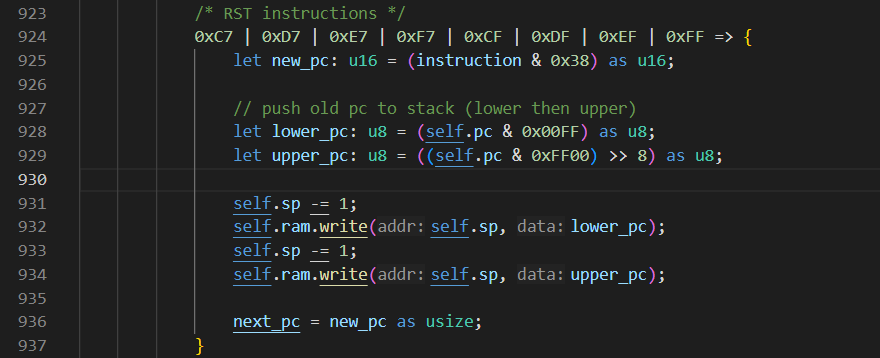 923 /* RST instructions */
924 0xC7 | 0xD7 | 0xE7 | 0xF7 | 0xCF | 0xDF | 0xEF | 0xFF => {
925 let new_pc: u16 = (instruction & 0x38) as u16;
926
927 // push old pc to stack (lower then upper)
928 let lower_pc: u8 = (self.pc & 0x00FF) as u8;
929 let upper_pc: u8 = ((self.pc & 0xFF00) >> 8) as u8;
930
931 self.sp -= 1;
932 self.ram.write(addr: self.sp, data: lower_pc);
933 self.sp -= 1;
934 self.ram.write(addr: self.sp, data: upper_pc);
935
936 next_pc = new_pc as usize;
937 }